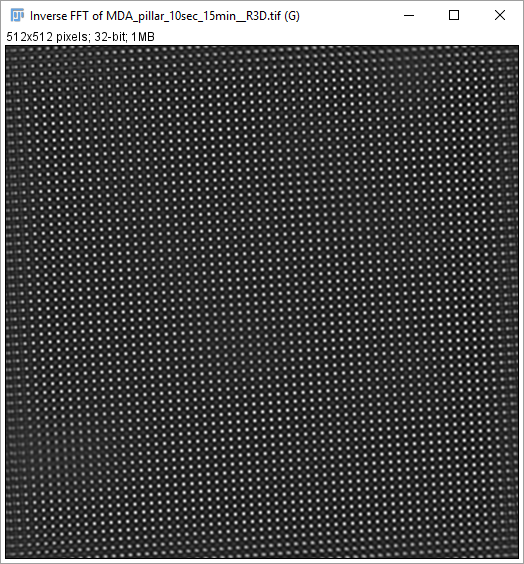 Inverse FFT of MDA_pillar_10sec_15min__R3D.tif (G)
512x512 pixels; 32-bit; 1MB